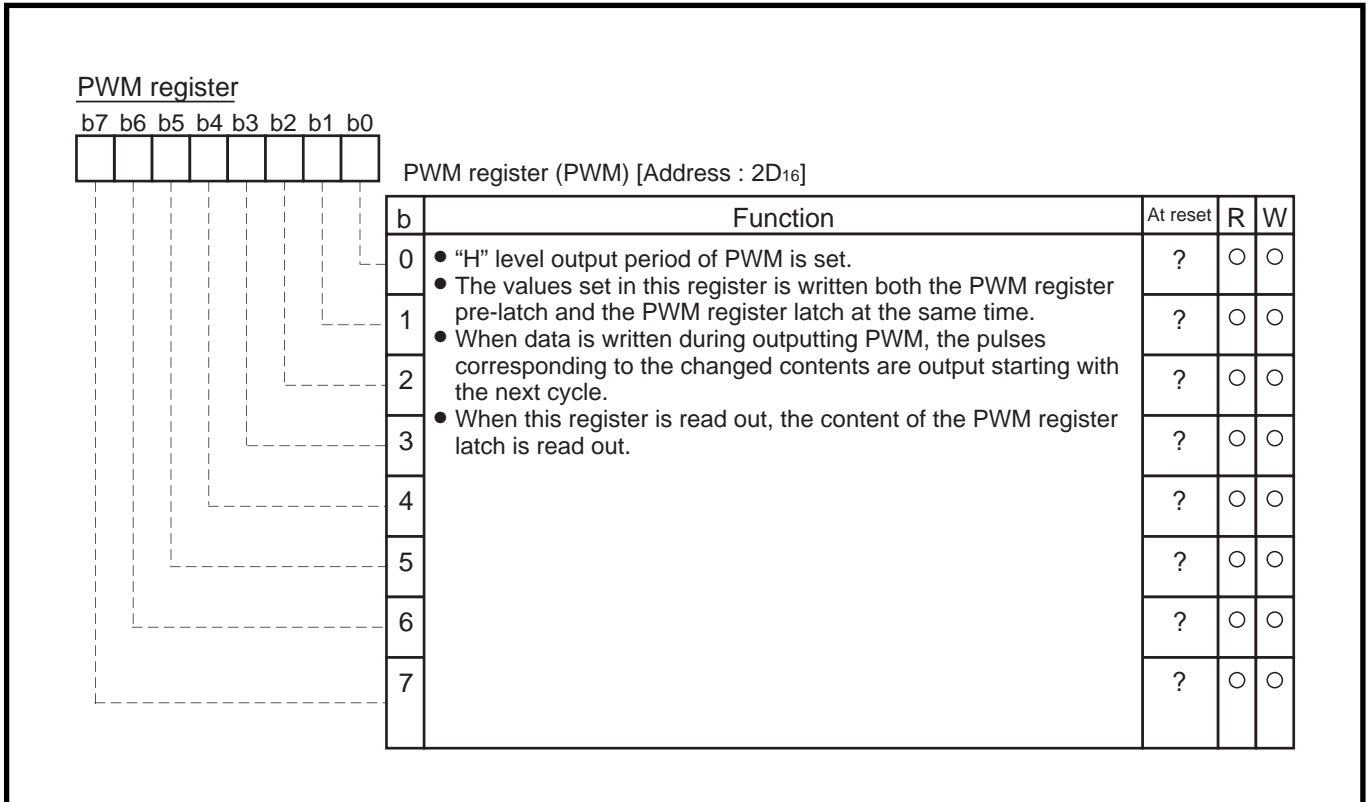 PWM register
b7 b6 b5 b4 b3 b2 b1 b0
PWM register (PWM) [Address : 2D16]
b Function At reset R W
0 ● “H” level output period of PWM is set. ? ○ ○
● The values set in this register is written both the PWM register
1 pre-latch and the PWM register latch at the same time. ? ○ ○
● When data is written during outputting PWM, the pulses
2 corresponding to the changed contents are output starting with ? ○ ○
the next cycle.
● When this register is read out, the content of the PWM register
3 latch is read out. ? ○ ○
4 ? ○ ○
5 ? ○ ○
6 ? ○ ○
7 ? ○ ○